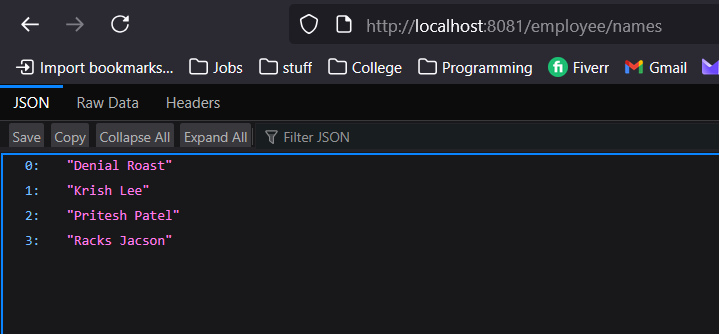 http://localhost:8081/employee/names
Import bookmarks... Jobs stuff College Programming Fiverr Gmail
JSON Raw Data Headers
Save Copy Collapse All Expand All Filter JSON
0: "Denial Roast"
1: "Krish Lee"
2: "Pritesh Patel"
3: "Racks Jacson"